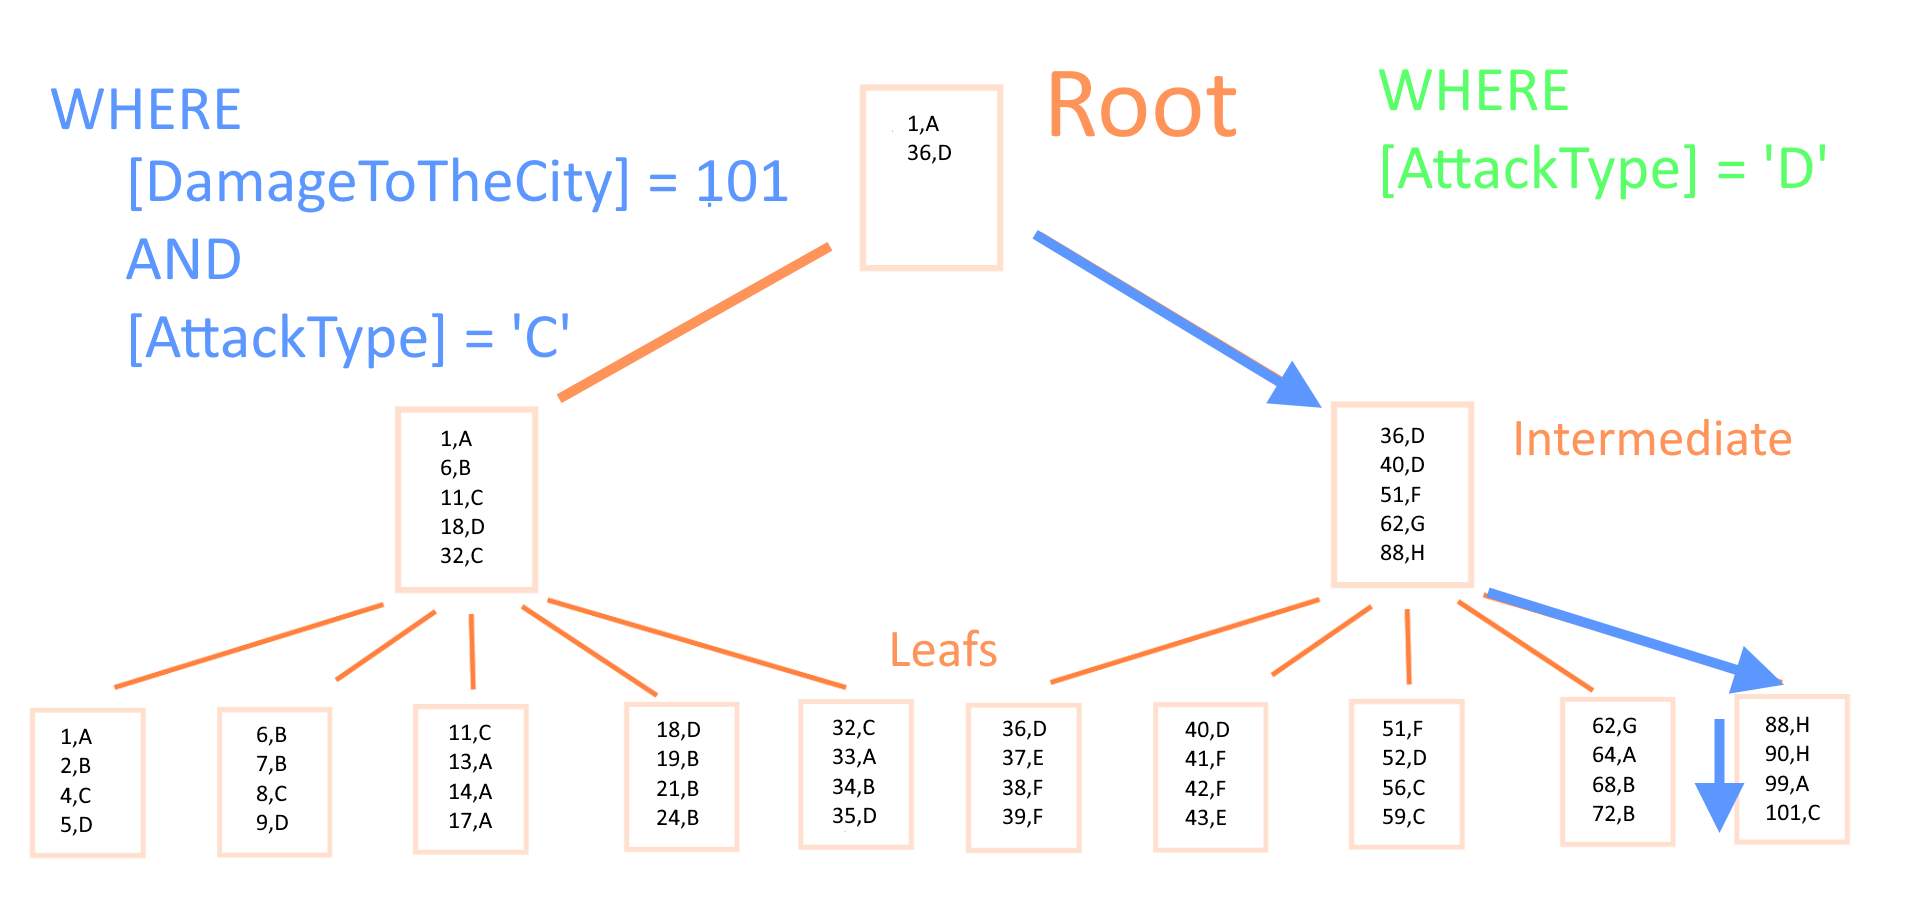 WHERE
[DamageToTheCity] = 101
AND
[AttackType] = 'C'
1,A
36,D
Root
WHERE
[AttackType] = 'D'
1,A
6,B
11,C
18,D
32,C
36,D
40,D
51,F
62,G
88,H
Intermediate
Leafs
1,A
2,B
4,C
5,D
6,B
7,B
8,C
9,D
11,C
13,A
14,A
17,A
18,D
19,B
21,B
24,B
32,C
33,A
34,B
35,D
36,D
37,E
38,F
39,F
40,D
41,F
42,F
43,E
51,F
52,D
56,C
59,C
62,G
64,A
68,B
72,B
88,H
90,H
99,A
101,C